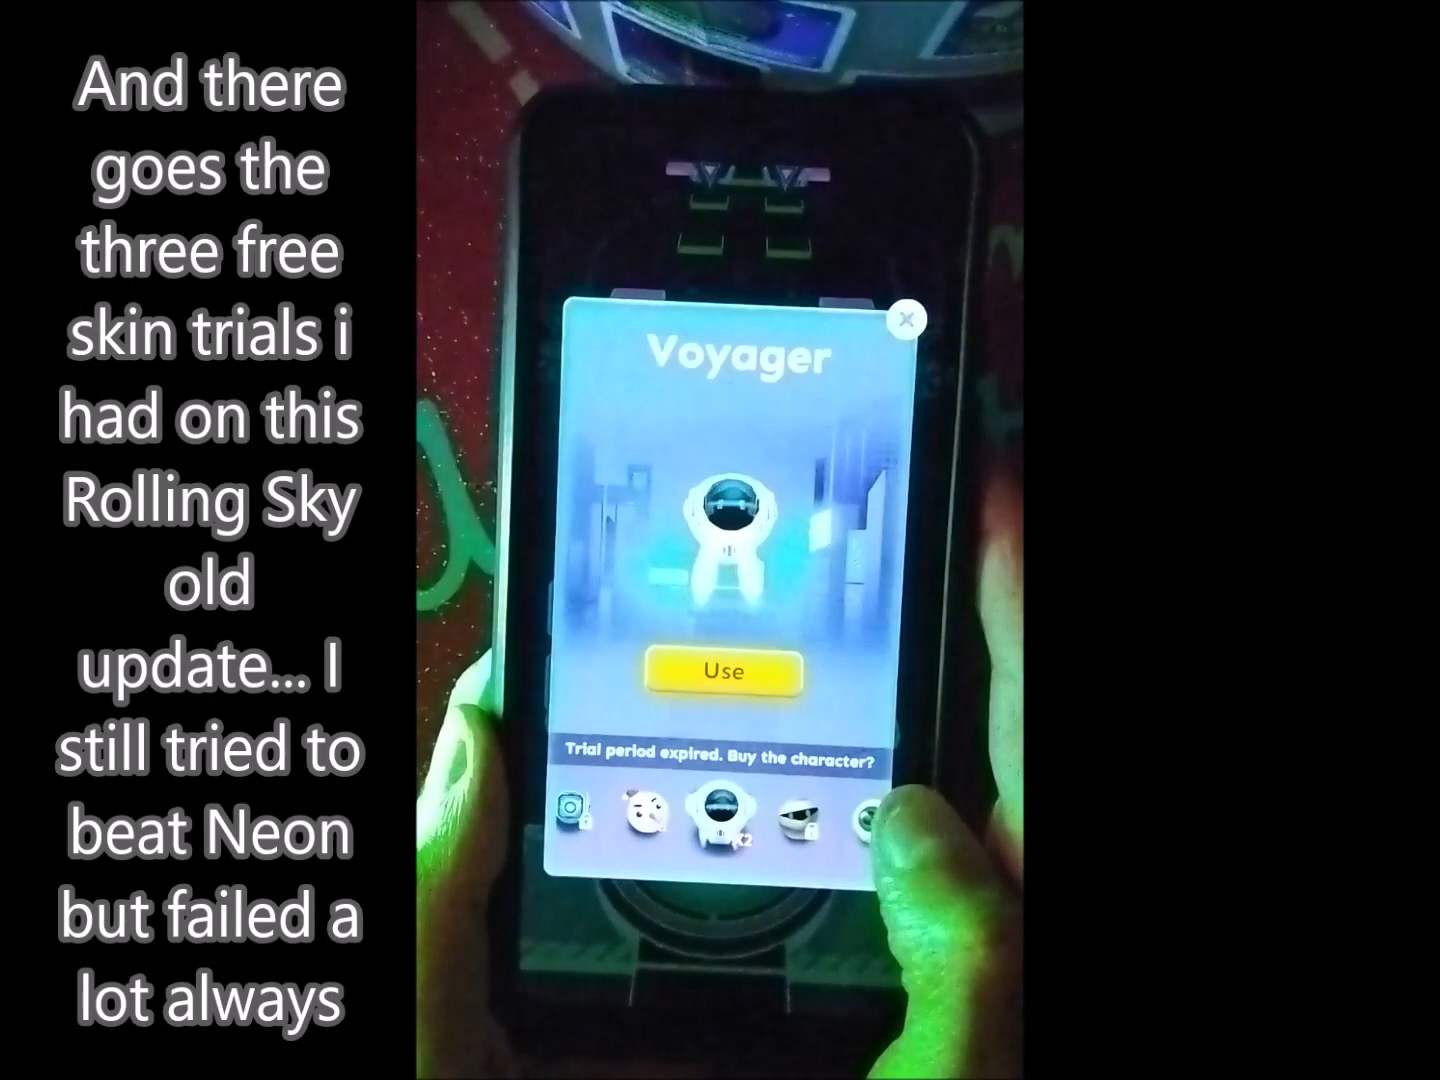 And there
goes the
three free
skin trials i
had on this
Rolling Sky
old
update... I
still tried to
beat Neon
but failed a
lot always
Voyager
Use
Trial period expired. Buy the character?
X2